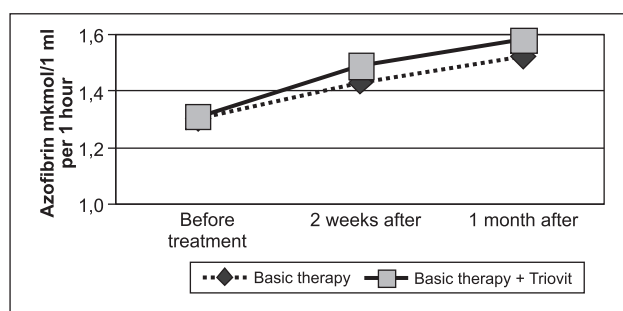 Azofibrin mkmol/1 ml
per 1 hour
1,6
1,4
1,2
1,0
Before
treatment
2 weeks after
1 month after
Basic therapy
Basic therapy + Triovit